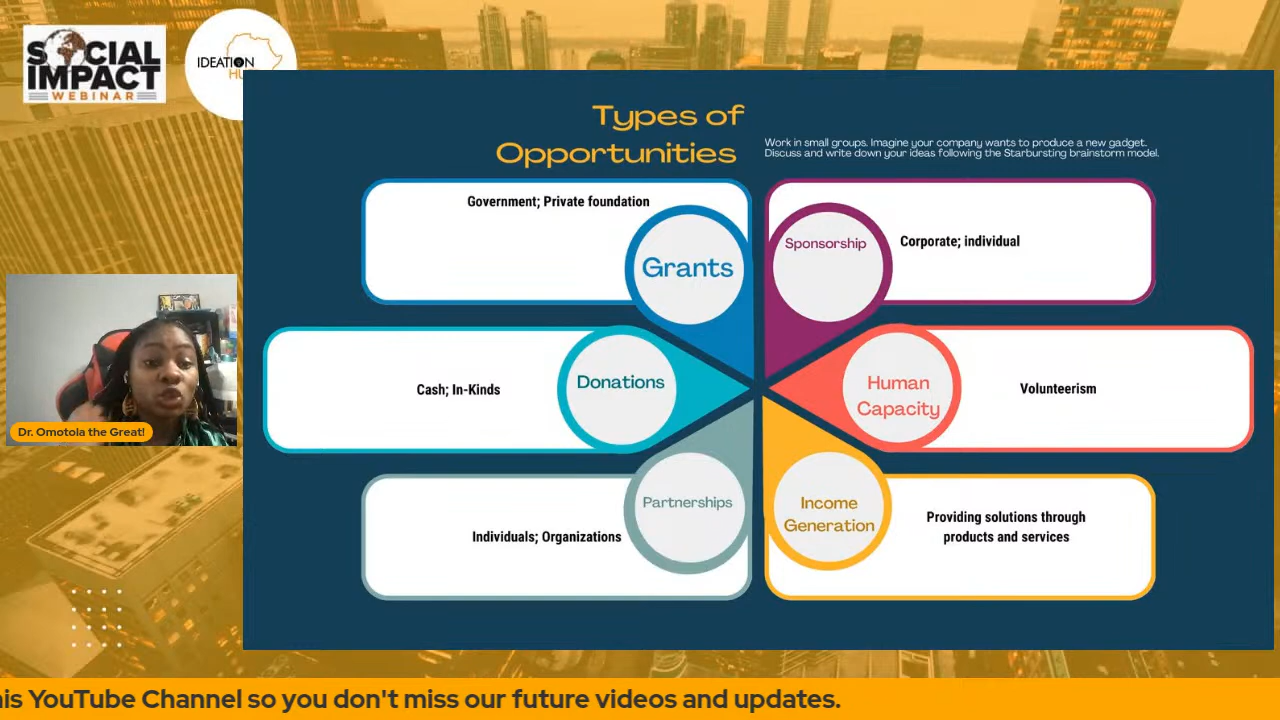 SOCIAL
IMPACT
WEBINAR
IDEATION
Types of
Opportunities
Work in small groups. Imagine your company wants to produce a new gadget.
Discuss and write down your ideas following the Starbursting brainstorm model.
Government; Private foundation
Grants
Sponsorship
Corporate; individual
Cash; In-Kinds
Donations
Human
Capacity
Volunteerism
Individuals; Organizations
Partnerships
Income
Generation
Providing solutions through
products and services
Dr. Omotola the Great!
YouTube Channel so you don't miss our future videos and updates.